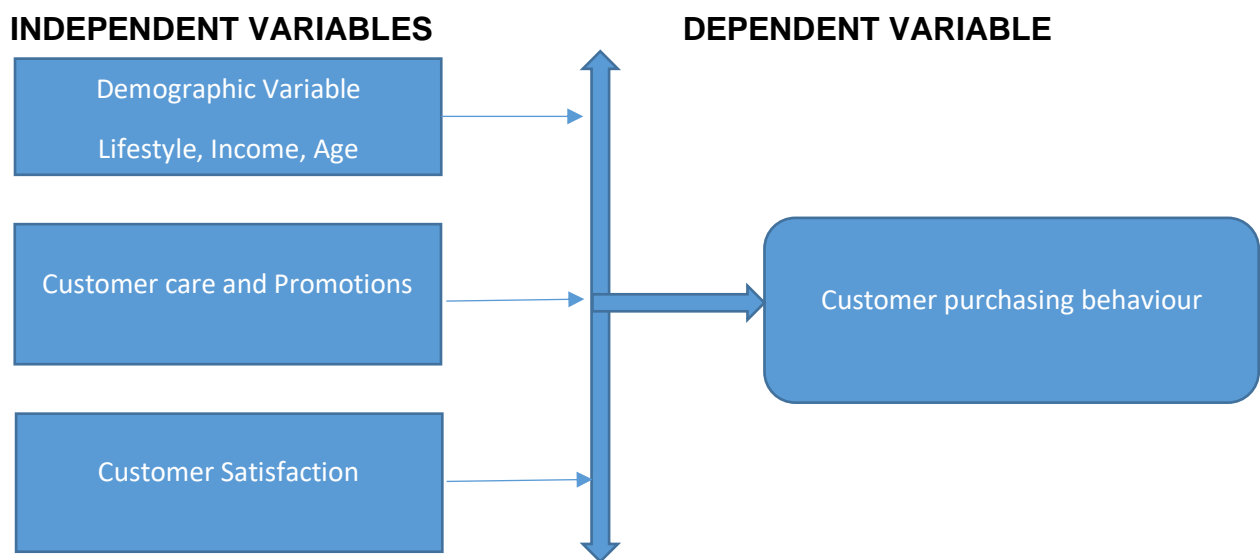 INDEPENDENT VARIABLES
DEPENDENT VARIABLE
Demographic Variable
Lifestyle, Income, Age
Customer care and Promotions
Customer purchasing behaviour
Customer Satisfaction